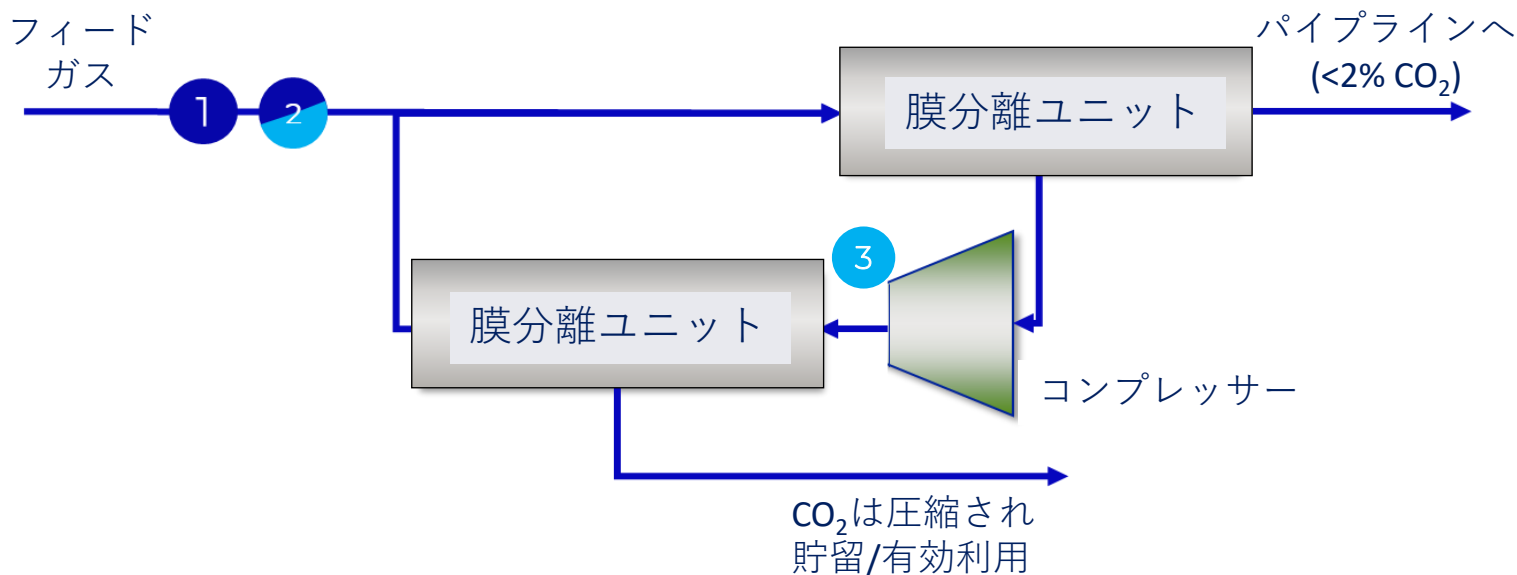 フィード
ガス
1
2
膜分離ユニット
パイプラインへ
(<2% CO₂)
3
膜分離ユニット
コンプレッサー
CO₂は圧縮され
貯留/有効利用